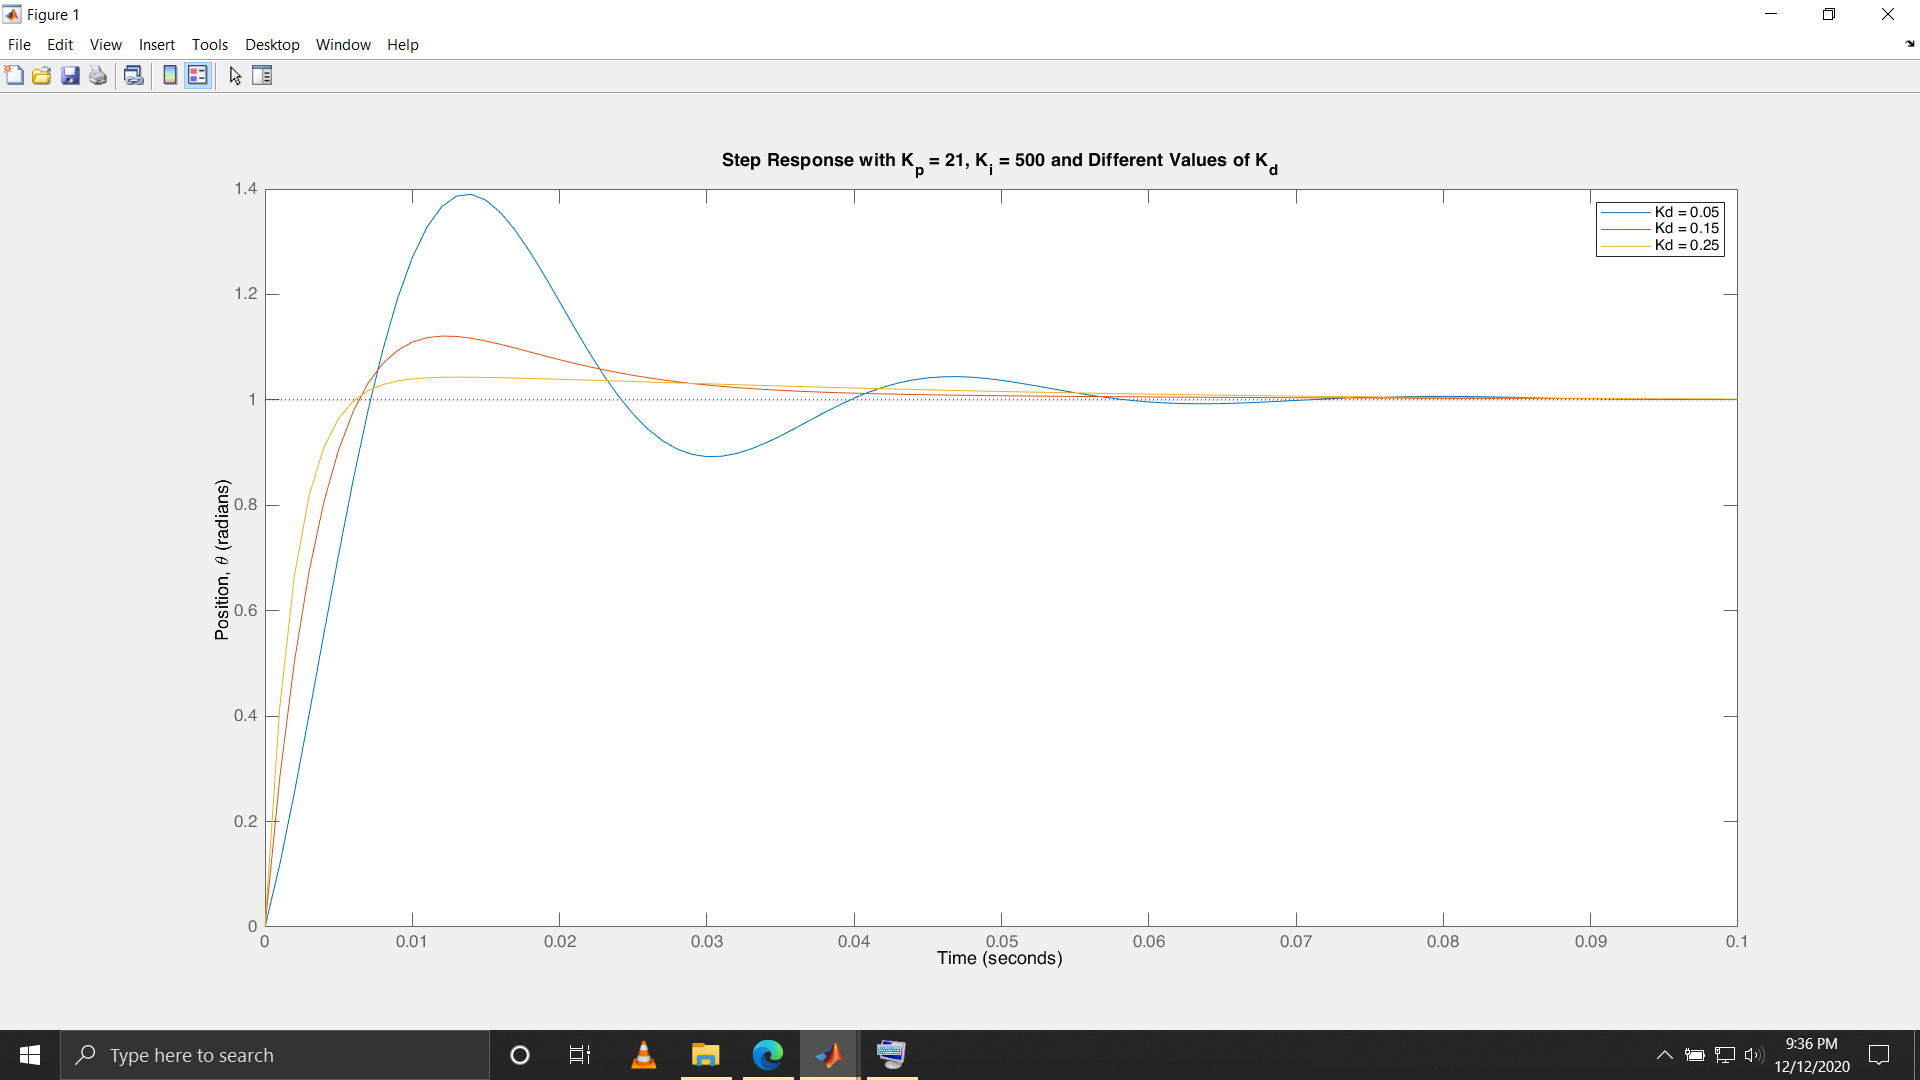 Figure 1
File Edit View Insert Tools Desktop Window Help
Step Response with Kp = 21, Ki = 500 and Different Values of Kd
Kd = 0.05
Kd = 0.15
Kd = 0.25
1.4
1.2
1
0.8
0.6
0.4
0.2
0
Position, θ (radians)
0 0.01 0.02 0.03 0.04 0.05 0.06 0.07 0.08 0.09 0.1
Time (seconds)
Type here to search
9:36 PM
12/12/2020